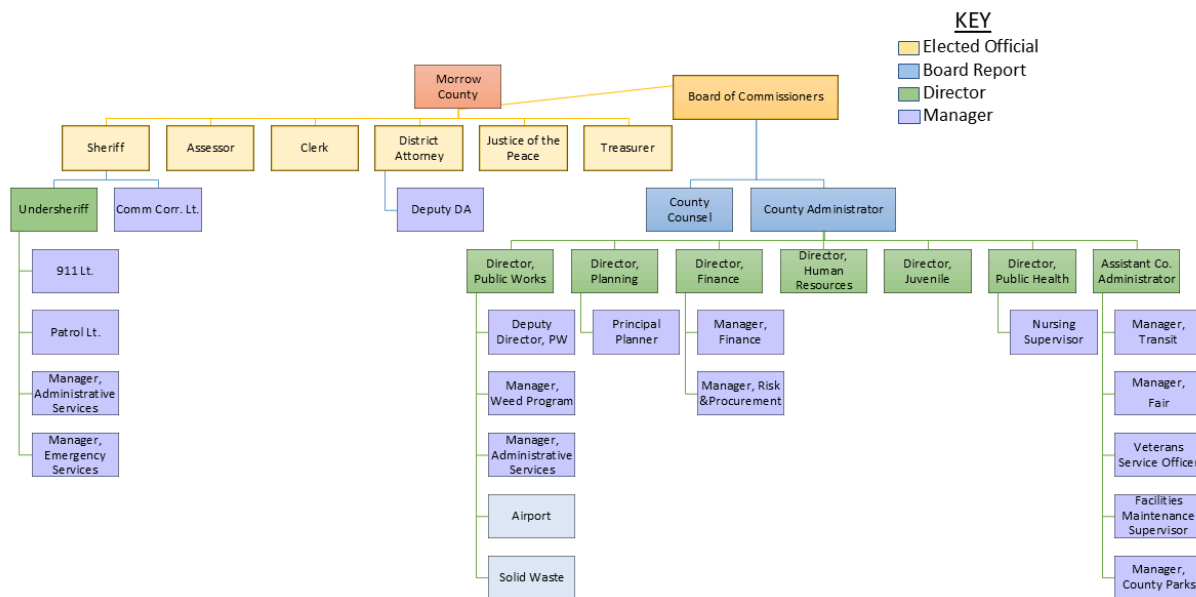 KEY
Elected Official
Board Report
Director
Manager
Morrow
County
Board of Commissioners
Sheriff
Assessor
Clerk
District
Attorney
Justice of the
Peace
Treasurer
Undersheriff
Comm Corr. Lt.
Deputy DA
County
Counsel
County Administrator
911 Lt.
Patrol Lt.
Manager,
Administrative
Services
Manager,
Emergency
Services
Director,
Public Works
Director,
Planning
Director,
Finance
Director,
Human
Resources
Director,
Juvenile
Director,
Public Health
Assistant Co.
Administrator
Deputy
Director, PW
Manager,
Weed Program
Manager,
Administrative
Services
Airport
Solid Waste
Principal
Planner
Manager,
Finance
Manager, Risk
&Procurement
Nursing
Supervisor
Manager,
Transit
Manager,
Fair
Veterans
Service Officer
Facilities
Maintenance
Supervisor
Manager,
County Parks